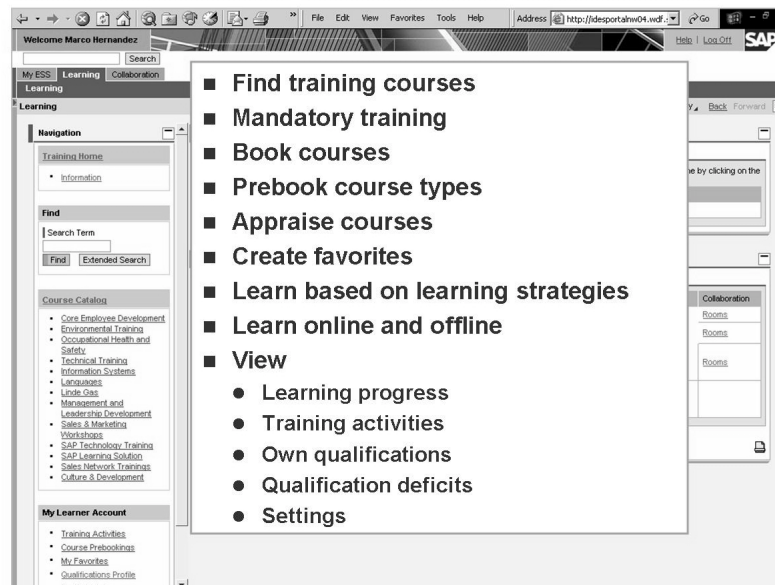 File Edit View Favorites Tools Help Address http://idesportalnw04.wdf. Go
Welcome Marco Hernandez
Help | Log Off
SAP
Search
My ESS Learning Collaboration
Learning
Learning
Back Forward
Navigation
Training Home
Information
Find
Search Term
Find Extended Search
Course Catalog
Core Employee Development
Environmental Training
Occupational Health and
Safety
Technical Training
Information Systems
Languages
Linde Gas
Management and
Leadership Development
Sales & Marketing
Workshops
SAP Technology Training
SAP Learning Solution
Sales Network Trainings
Culture & Development
My Learner Account
Training Activities
Course Prebookings
My Favorites
Qualifications Profile
■ Find training courses
■ Mandatory training
■ Book courses
■ Prebook course types
■ Appraise courses
■ Create favorites
■ Learn based on learning strategies
■ Learn online and offline
■ View
● Learning progress
● Training activities
● Own qualifications
● Qualification deficits
● Settings
by clicking on the
Collaboration
Rooms
Rooms
Rooms